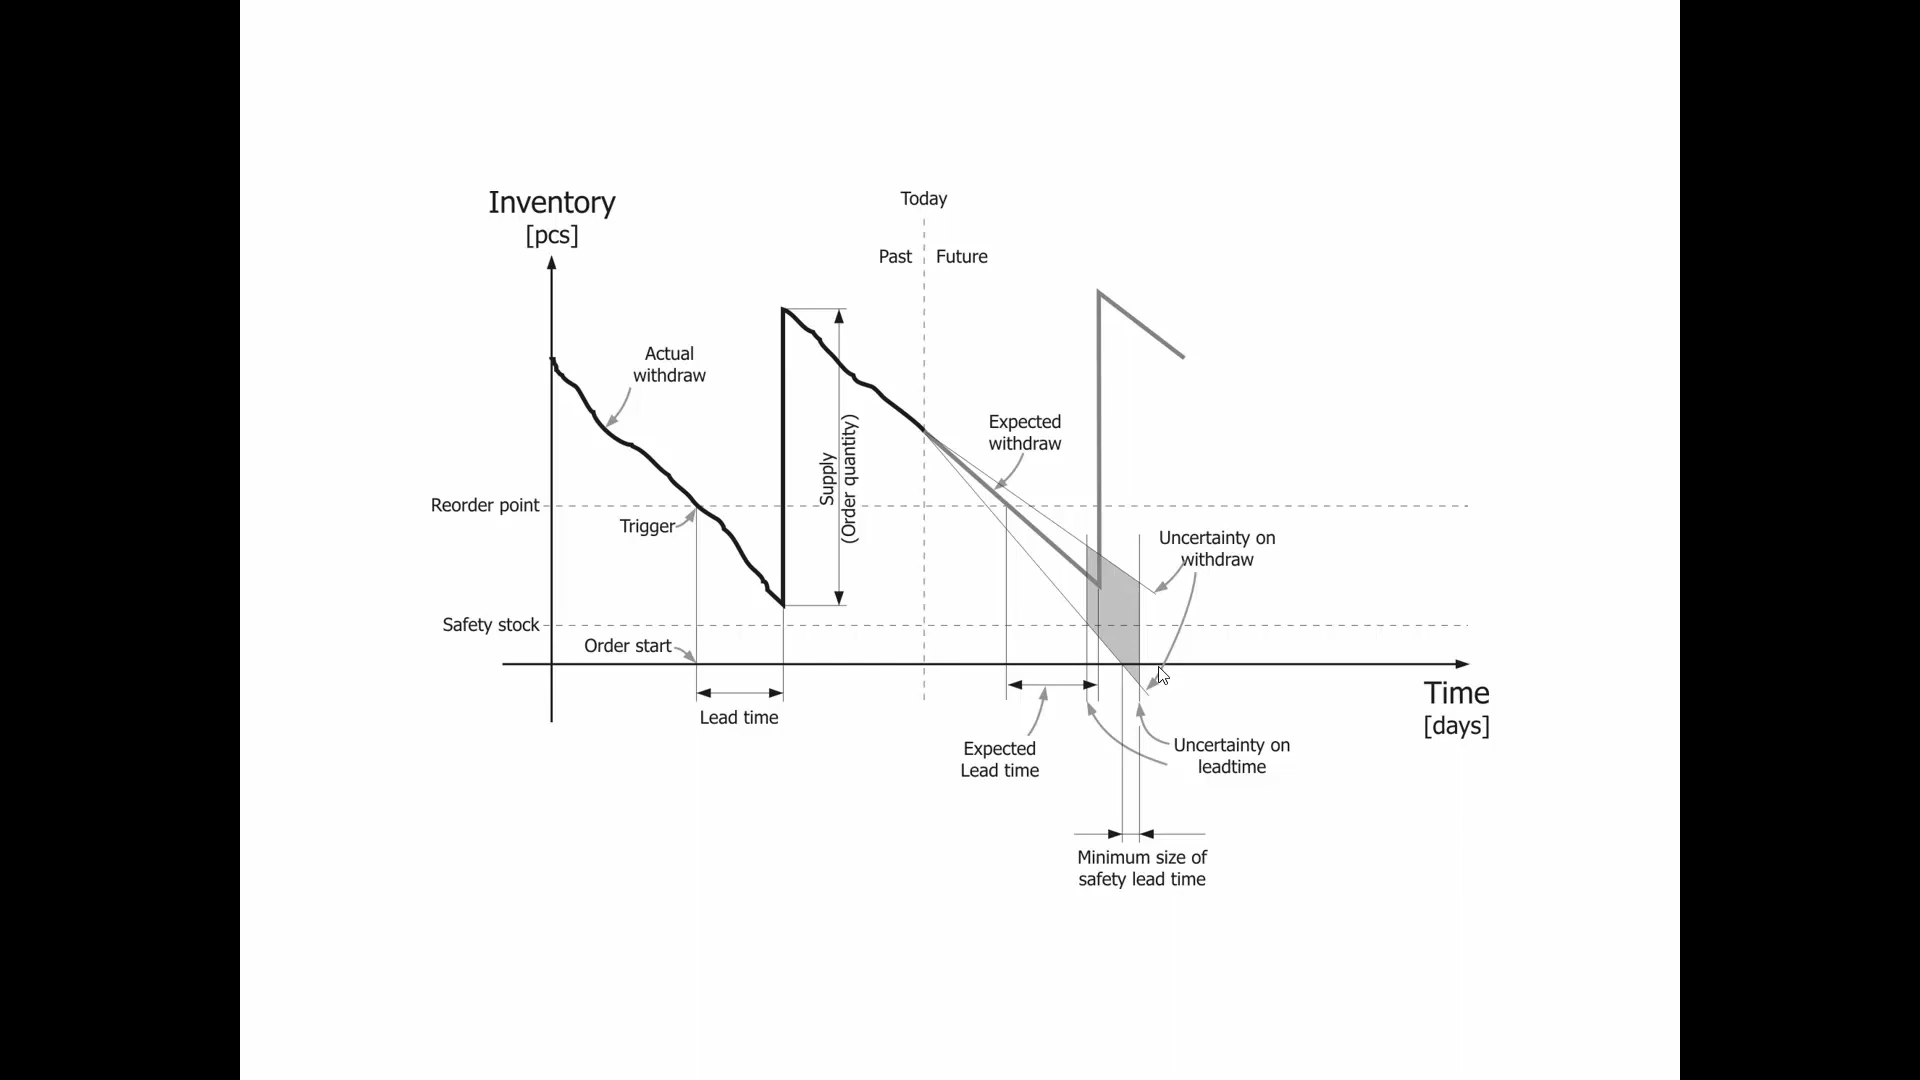 Inventory
[pcs]
Today
Past
Future
Actual
withdraw
Supply
(Order quantity)
Expected
withdraw
Reorder point
Trigger
Uncertainty on
withdraw
Safety stock
Order start
Lead time
Time
[days]
Expected
Lead time
Uncertainty on
leadtime
Minimum size of
safety lead time